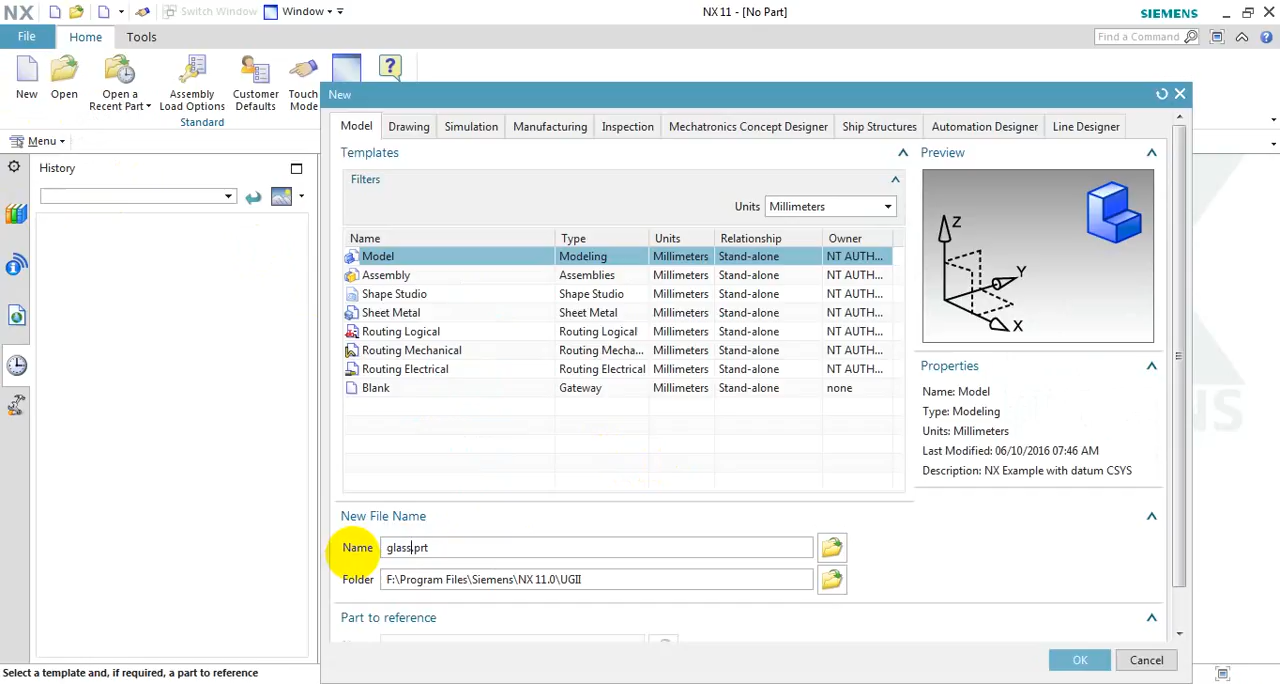 NX Switch Window Window NX 11 - [No Part] SIEMENS
File Home Tools Find a Command
New Open Open a Recent Part Assembly Load Options Customer Defaults Touch Mode
Standard
New
Menu
History
Model Drawing Simulation Manufacturing Inspection Mechatronics Concept Designer Ship Structures Automation Designer Line Designer
Templates
Filters
Units Millimeters
Name Type Units Relationship Owner
Model Modeling Millimeters Stand-alone NT AUTH...
Assembly Assemblies Millimeters Stand-alone NT AUTH...
Shape Studio Shape Studio Millimeters Stand-alone NT AUTH...
Sheet Metal Sheet Metal Millimeters Stand-alone NT AUTH...
Routing Logical Routing Logical Millimeters Stand-alone NT AUTH...
Routing Mechanical Routing Mecha... Millimeters Stand-alone NT AUTH...
Routing Electrical Routing Electrical Millimeters Stand-alone NT AUTH...
Blank Gateway Millimeters Stand-alone none
Preview
Z
Y
X
Properties
Name: Model
Type: Modeling
Units: Millimeters
Last Modified: 06/10/2016 07:46 AM
Description: NX Example with datum CSYS
New File Name
Name glass.prt
Folder F:\Program Files\Siemens\NX 11.0\UGII
Part to reference
OK Cancel
Select a template and, if required, a part to reference